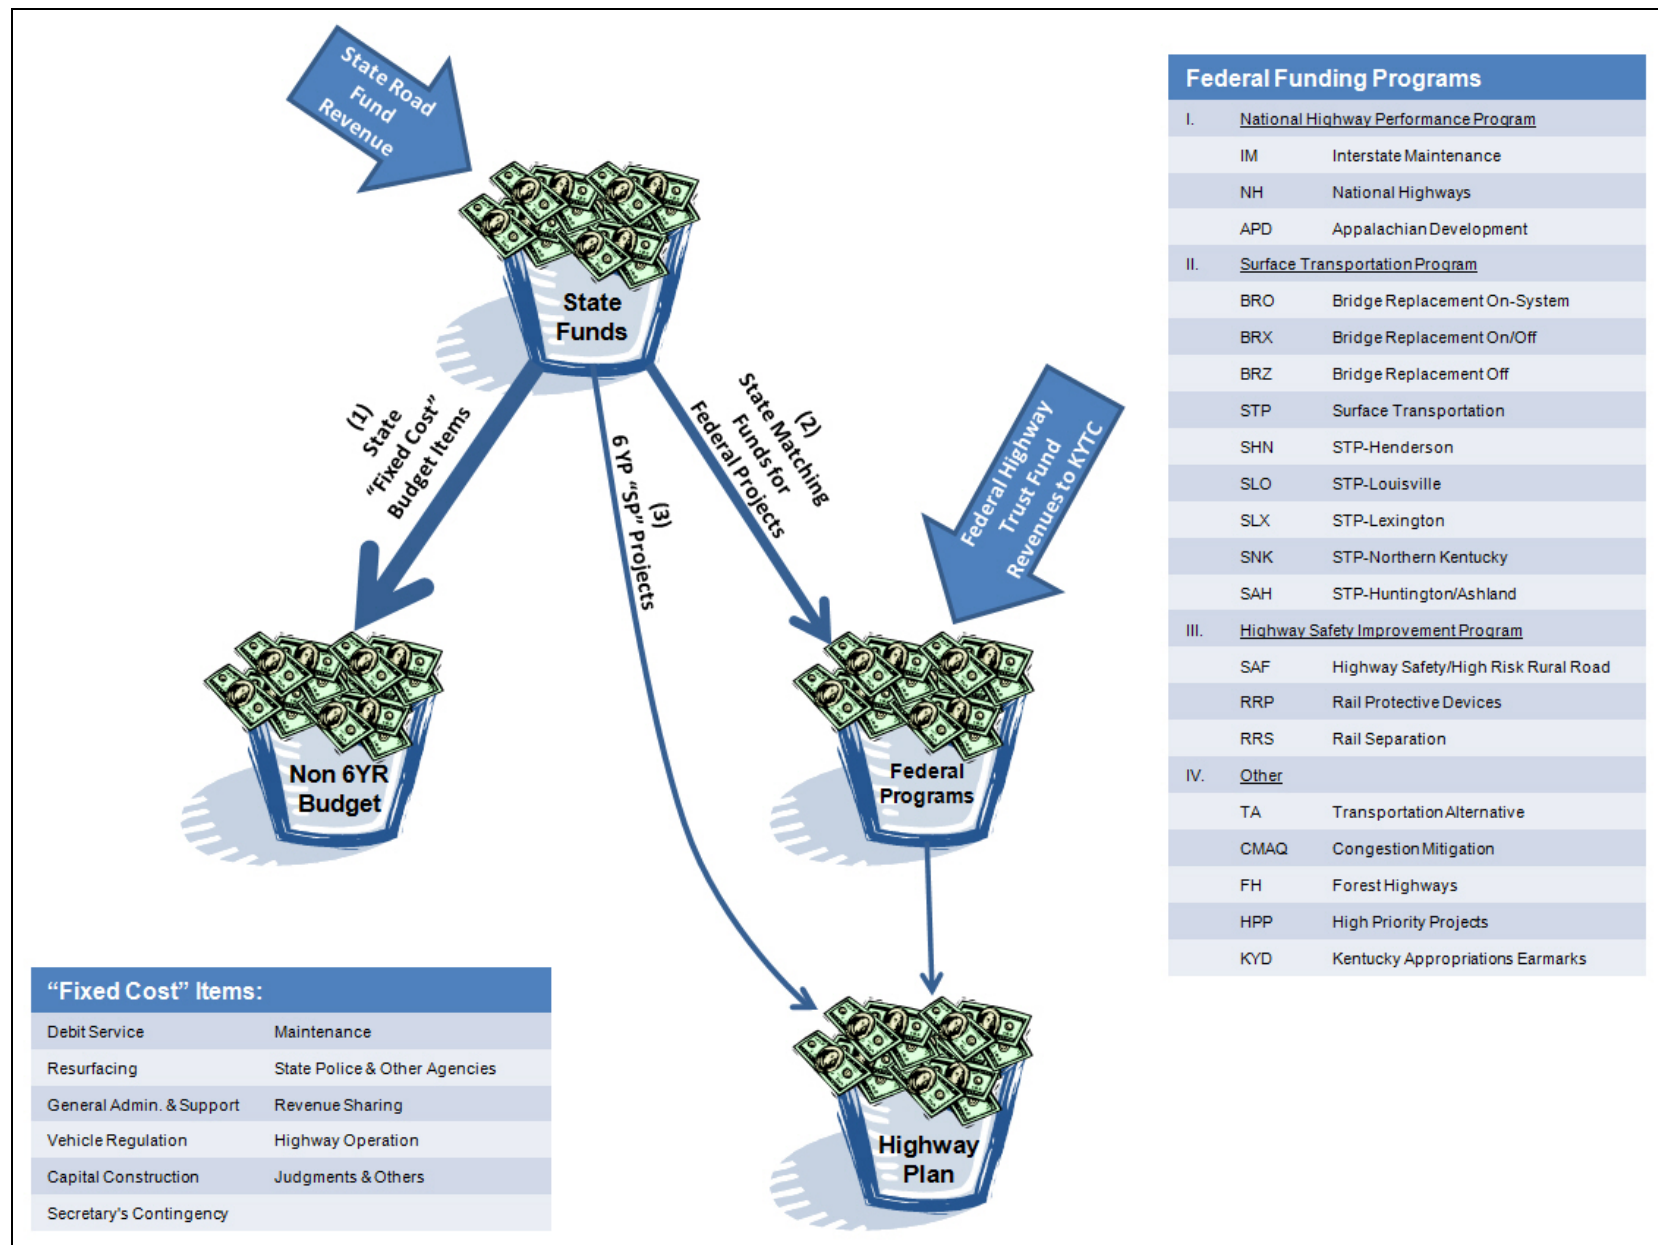 State Road
Fund
Revenue
State
Funds
(1)
State
“Fixed Cost”
Budget Items
(3)
6 YP “SP” Projects
(2)
State Matching
Funds for
Federal Projects
Federal Highway
Trust Fund
Revenues to KYTC
Non 6YR
Budget
Federal
Programs
Highway
Plan
“Fixed Cost” Items:
Debit Service Maintenance
Resurfacing State Police & Other Agencies
General Admin. & Support Revenue Sharing
Vehicle Regulation Highway Operation
Capital Construction Judgments & Others
Secretary's Contingency
Federal Funding Programs
I. National Highway Performance Program
IM Interstate Maintenance
NH National Highways
APD Appalachian Development
II. Surface Transportation Program
BRO Bridge Replacement On-System
BRX Bridge Replacement On/Off
BRZ Bridge Replacement Off
STP Surface Transportation
SHN STP-Henderson
SLO STP-Louisville
SLX STP-Lexington
SNK STP-Northern Kentucky
SAH STP-Huntington/Ashland
III. Highway Safety Improvement Program
SAF Highway Safety/High Risk Rural Road
RRP Rail Protective Devices
RRS Rail Separation
IV. Other
TA Transportation Alternative
CMAQ Congestion Mitigation
FH Forest Highways
HPP High Priority Projects
KYD Kentucky Appropriations Earmarks